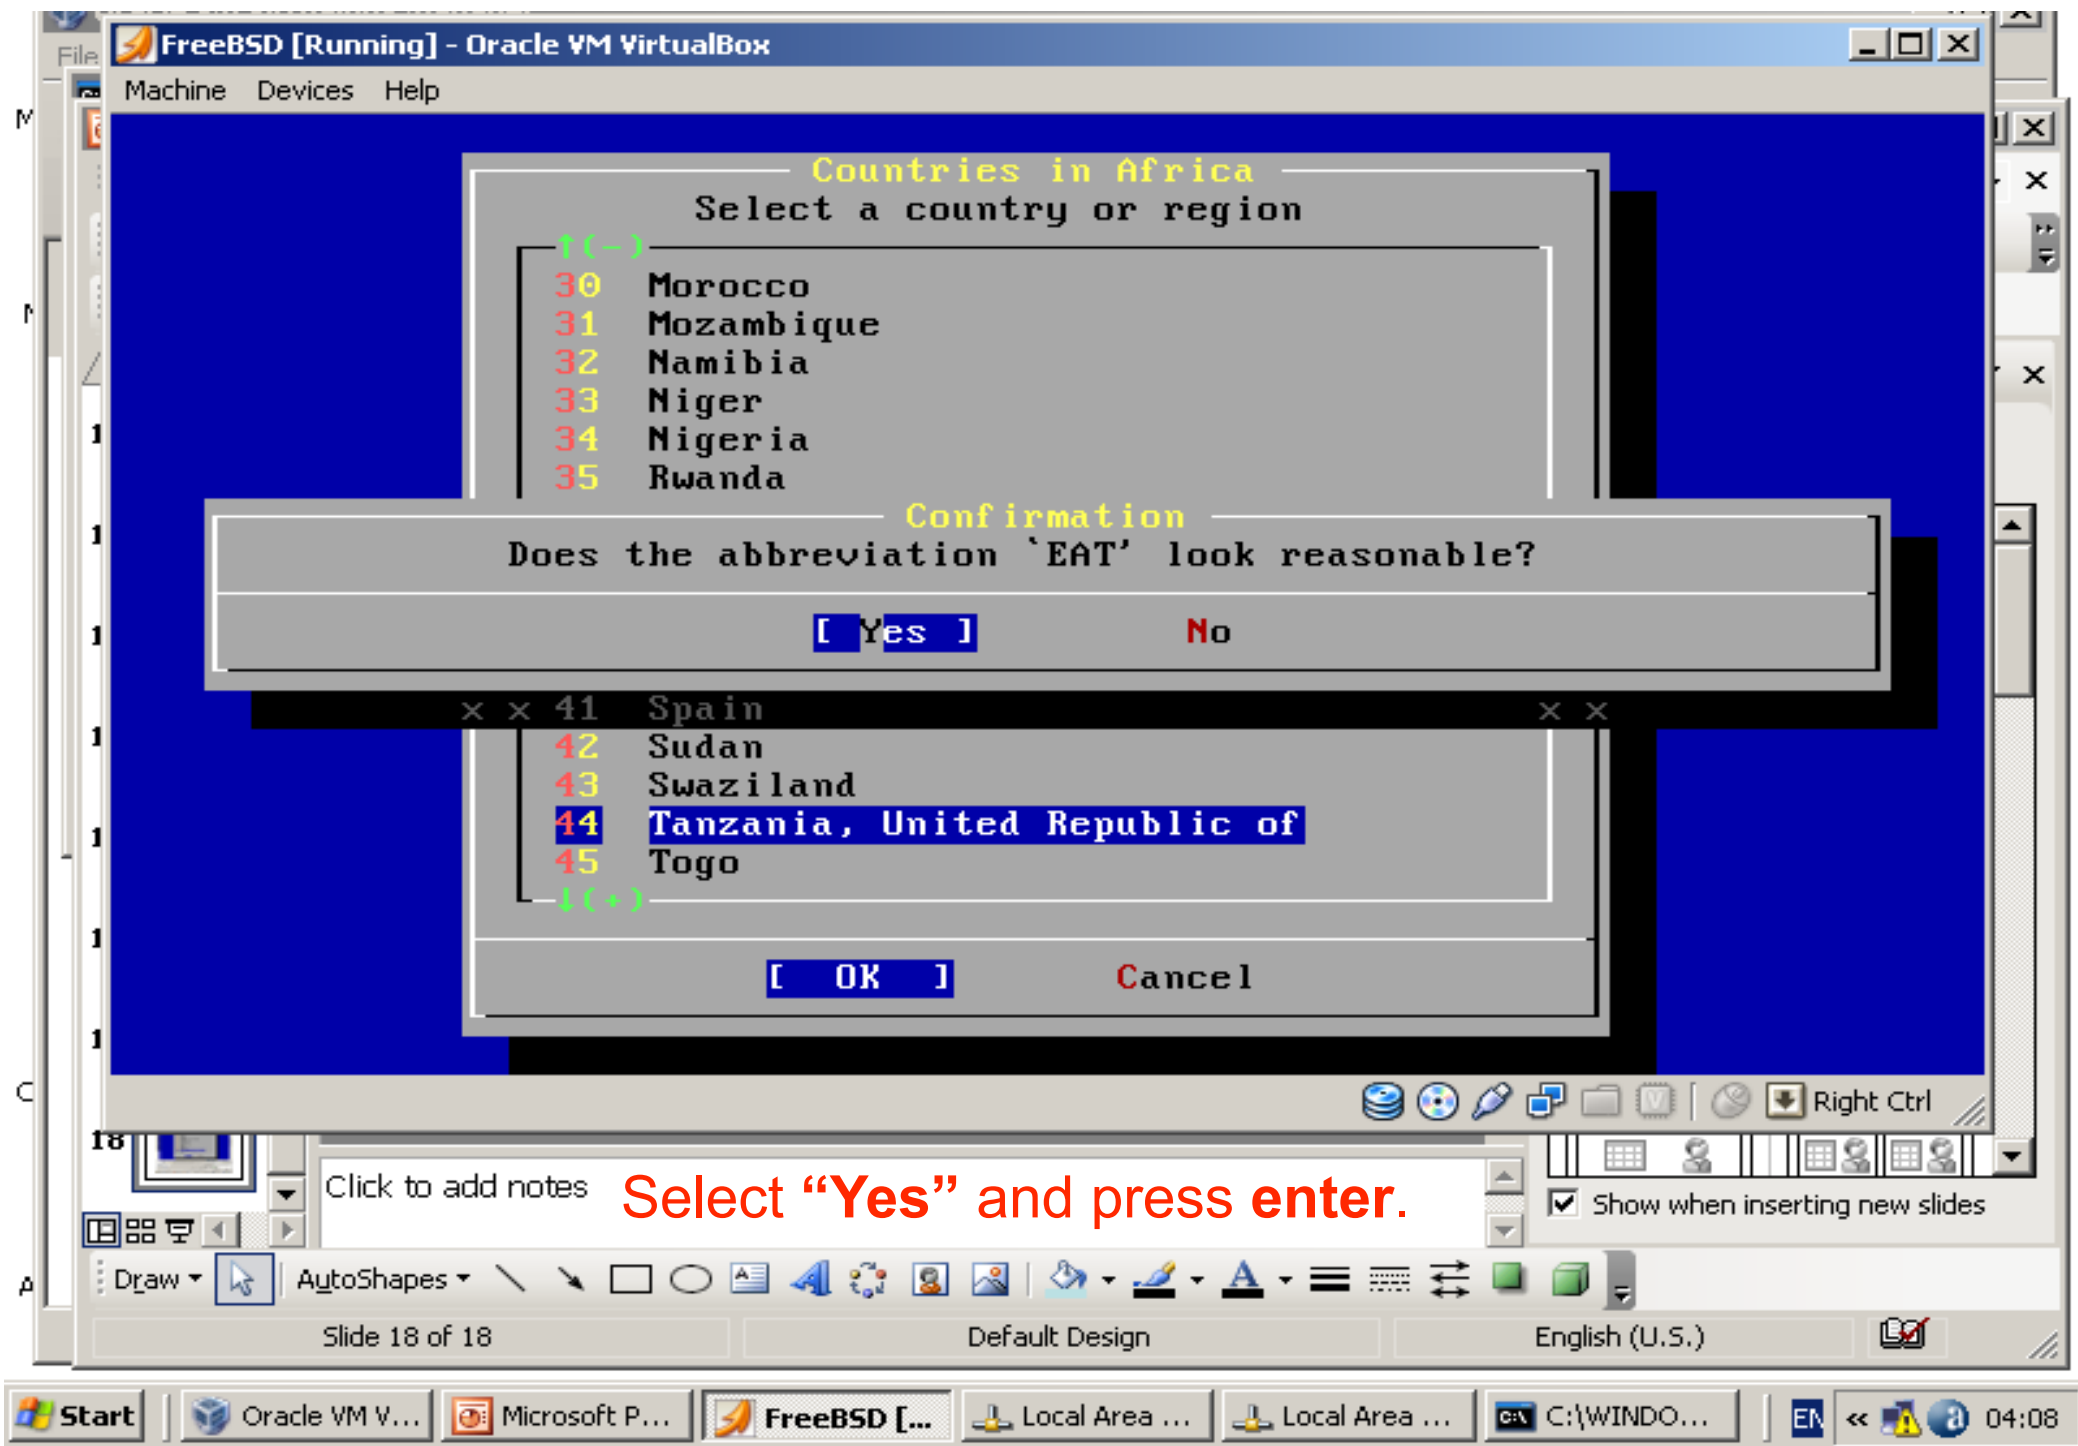 File
FreeBSD [Running] - Oracle VM VirtualBox
Machine Devices Help
Countries in Africa
Select a country or region
↑(-)
30 Morocco
31 Mozambique
32 Namibia
33 Niger
34 Nigeria
35 Rwanda
Confirmation
Does the abbreviation `EAT' look reasonable?
[ Yes ] No
x x 41 Spain x x
42 Sudan
43 Swaziland
44 Tanzania, United Republic of
45 Togo
↓(+)
[ OK ] Cancel
Right Ctrl
18
Click to add notes
Select “Yes” and press enter.
Show when inserting new slides
Draw AutoShapes
Slide 18 of 18 Default Design English (U.S.)
Start Oracle VM V... Microsoft P... FreeBSD [... Local Area ... Local Area ... C:\WINDO... EN « 04:08